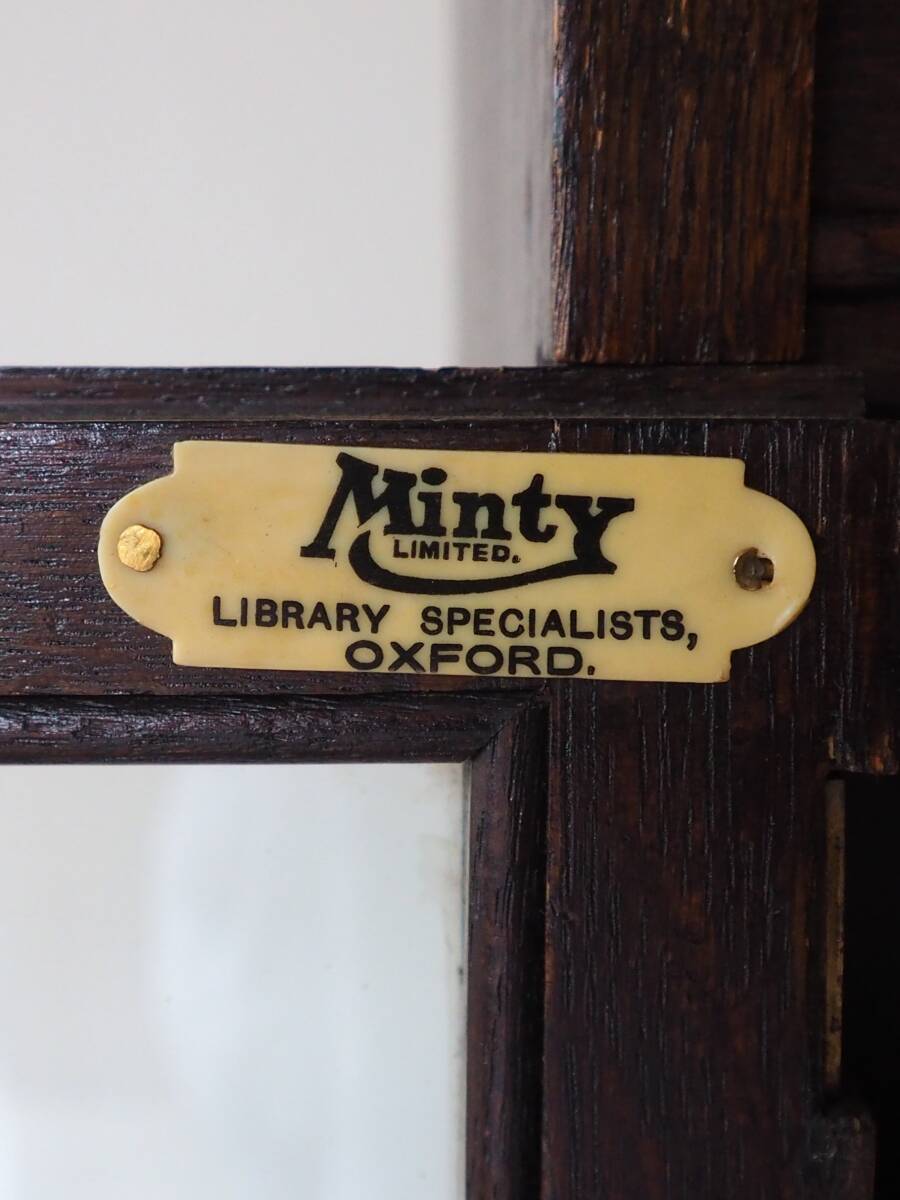 Minty
LIMITED.
LIBRARY SPECIALISTS,
OXFORD.